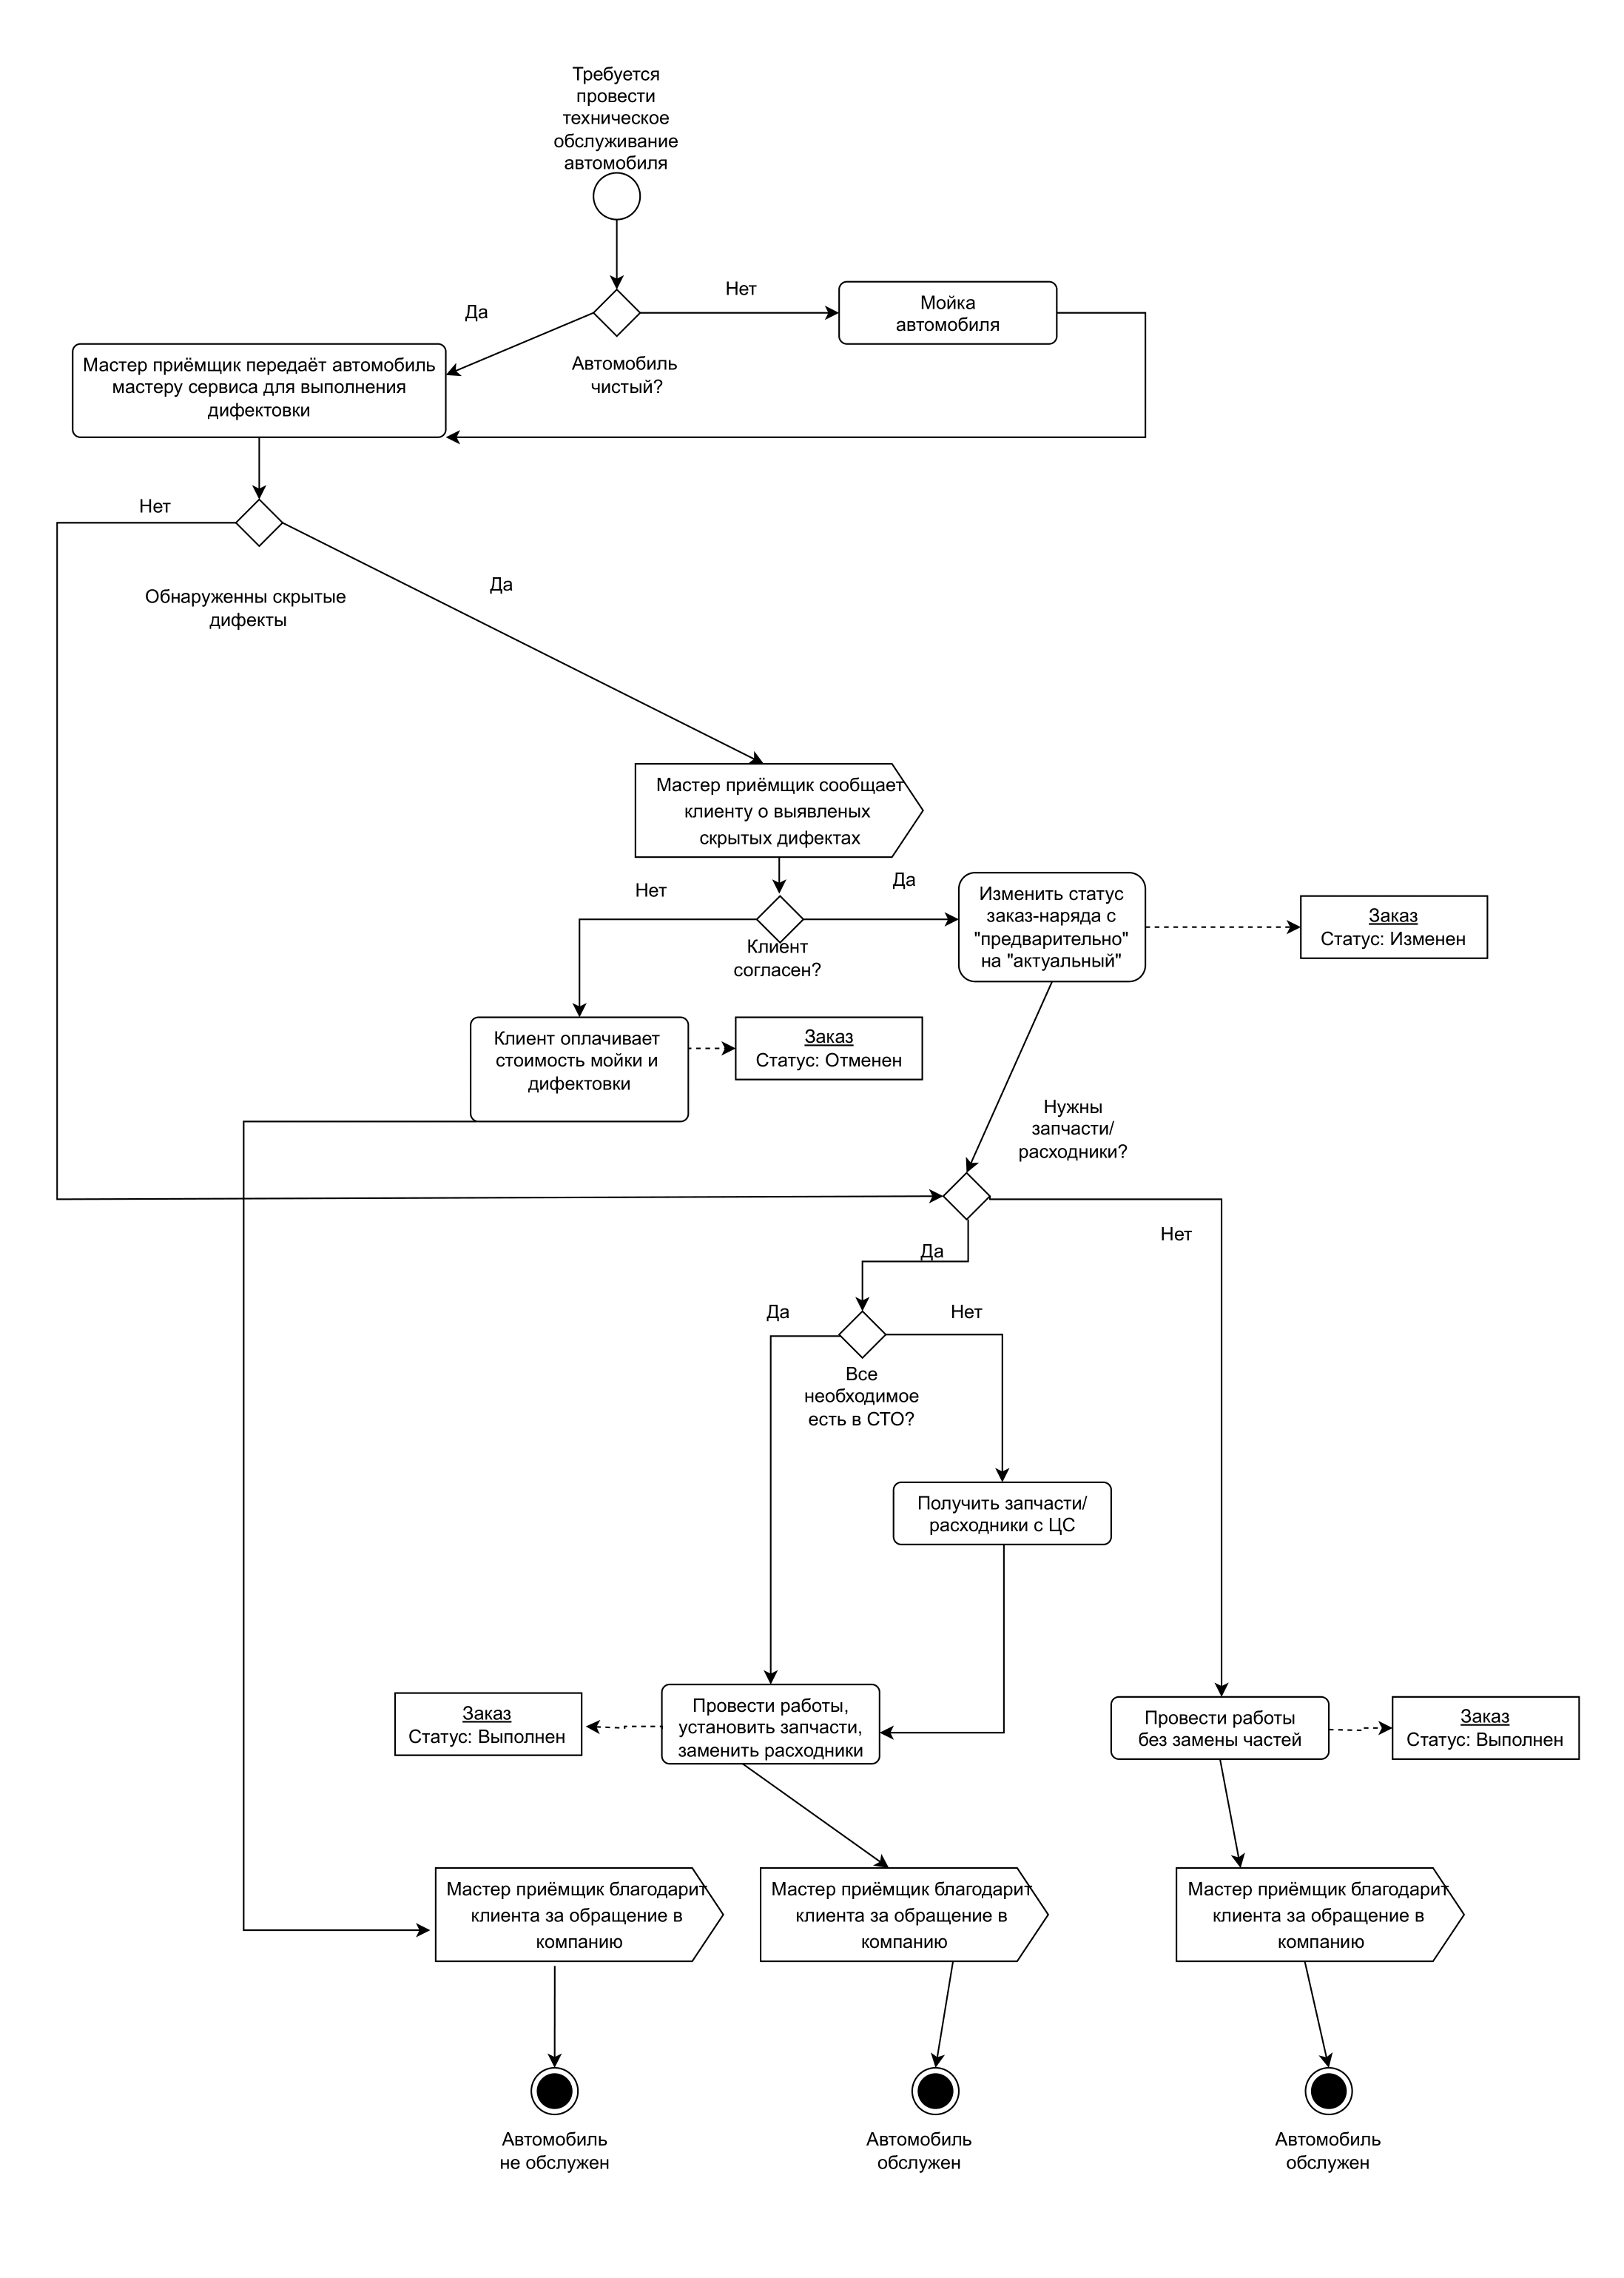 Требуется
провести
техническое
обслуживание
автомобиля
Да
Нет
Мойка
автомобиля
Автомобиль
чистый?
Мастер приёмщик передаёт автомобиль
мастеру сервиса для выполнения
дифектовки
Нет
Да
Обнаруженны скрытые
дифекты
Мастер приёмщик сообщает
клиенту о выявленых
скрытых дифектах
Нет
Да
Клиент
согласен?
Изменить статус
заказ-наряда с
"предварительно"
на "актуальный"
Заказ
Статус: Изменен
Клиент оплачивает
стоимость мойки и
дифектовки
Заказ
Статус: Отменен
Нужны
запчасти/
расходники?
Нет
Да
Да
Нет
Все
необходимое
есть в СТО?
Получить запчасти/
расходники с ЦС
Заказ
Статус: Выполнен
Провести работы,
установить запчасти,
заменить расходники
Провести работы
без замены частей
Заказ
Статус: Выполнен
Мастер приёмщик благодарит
клиента за обращение в
компанию
Мастер приёмщик благодарит
клиента за обращение в
компанию
Мастер приёмщик благодарит
клиента за обращение в
компанию
Автомобиль
не обслужен
Автомобиль
обслужен
Автомобиль
обслужен